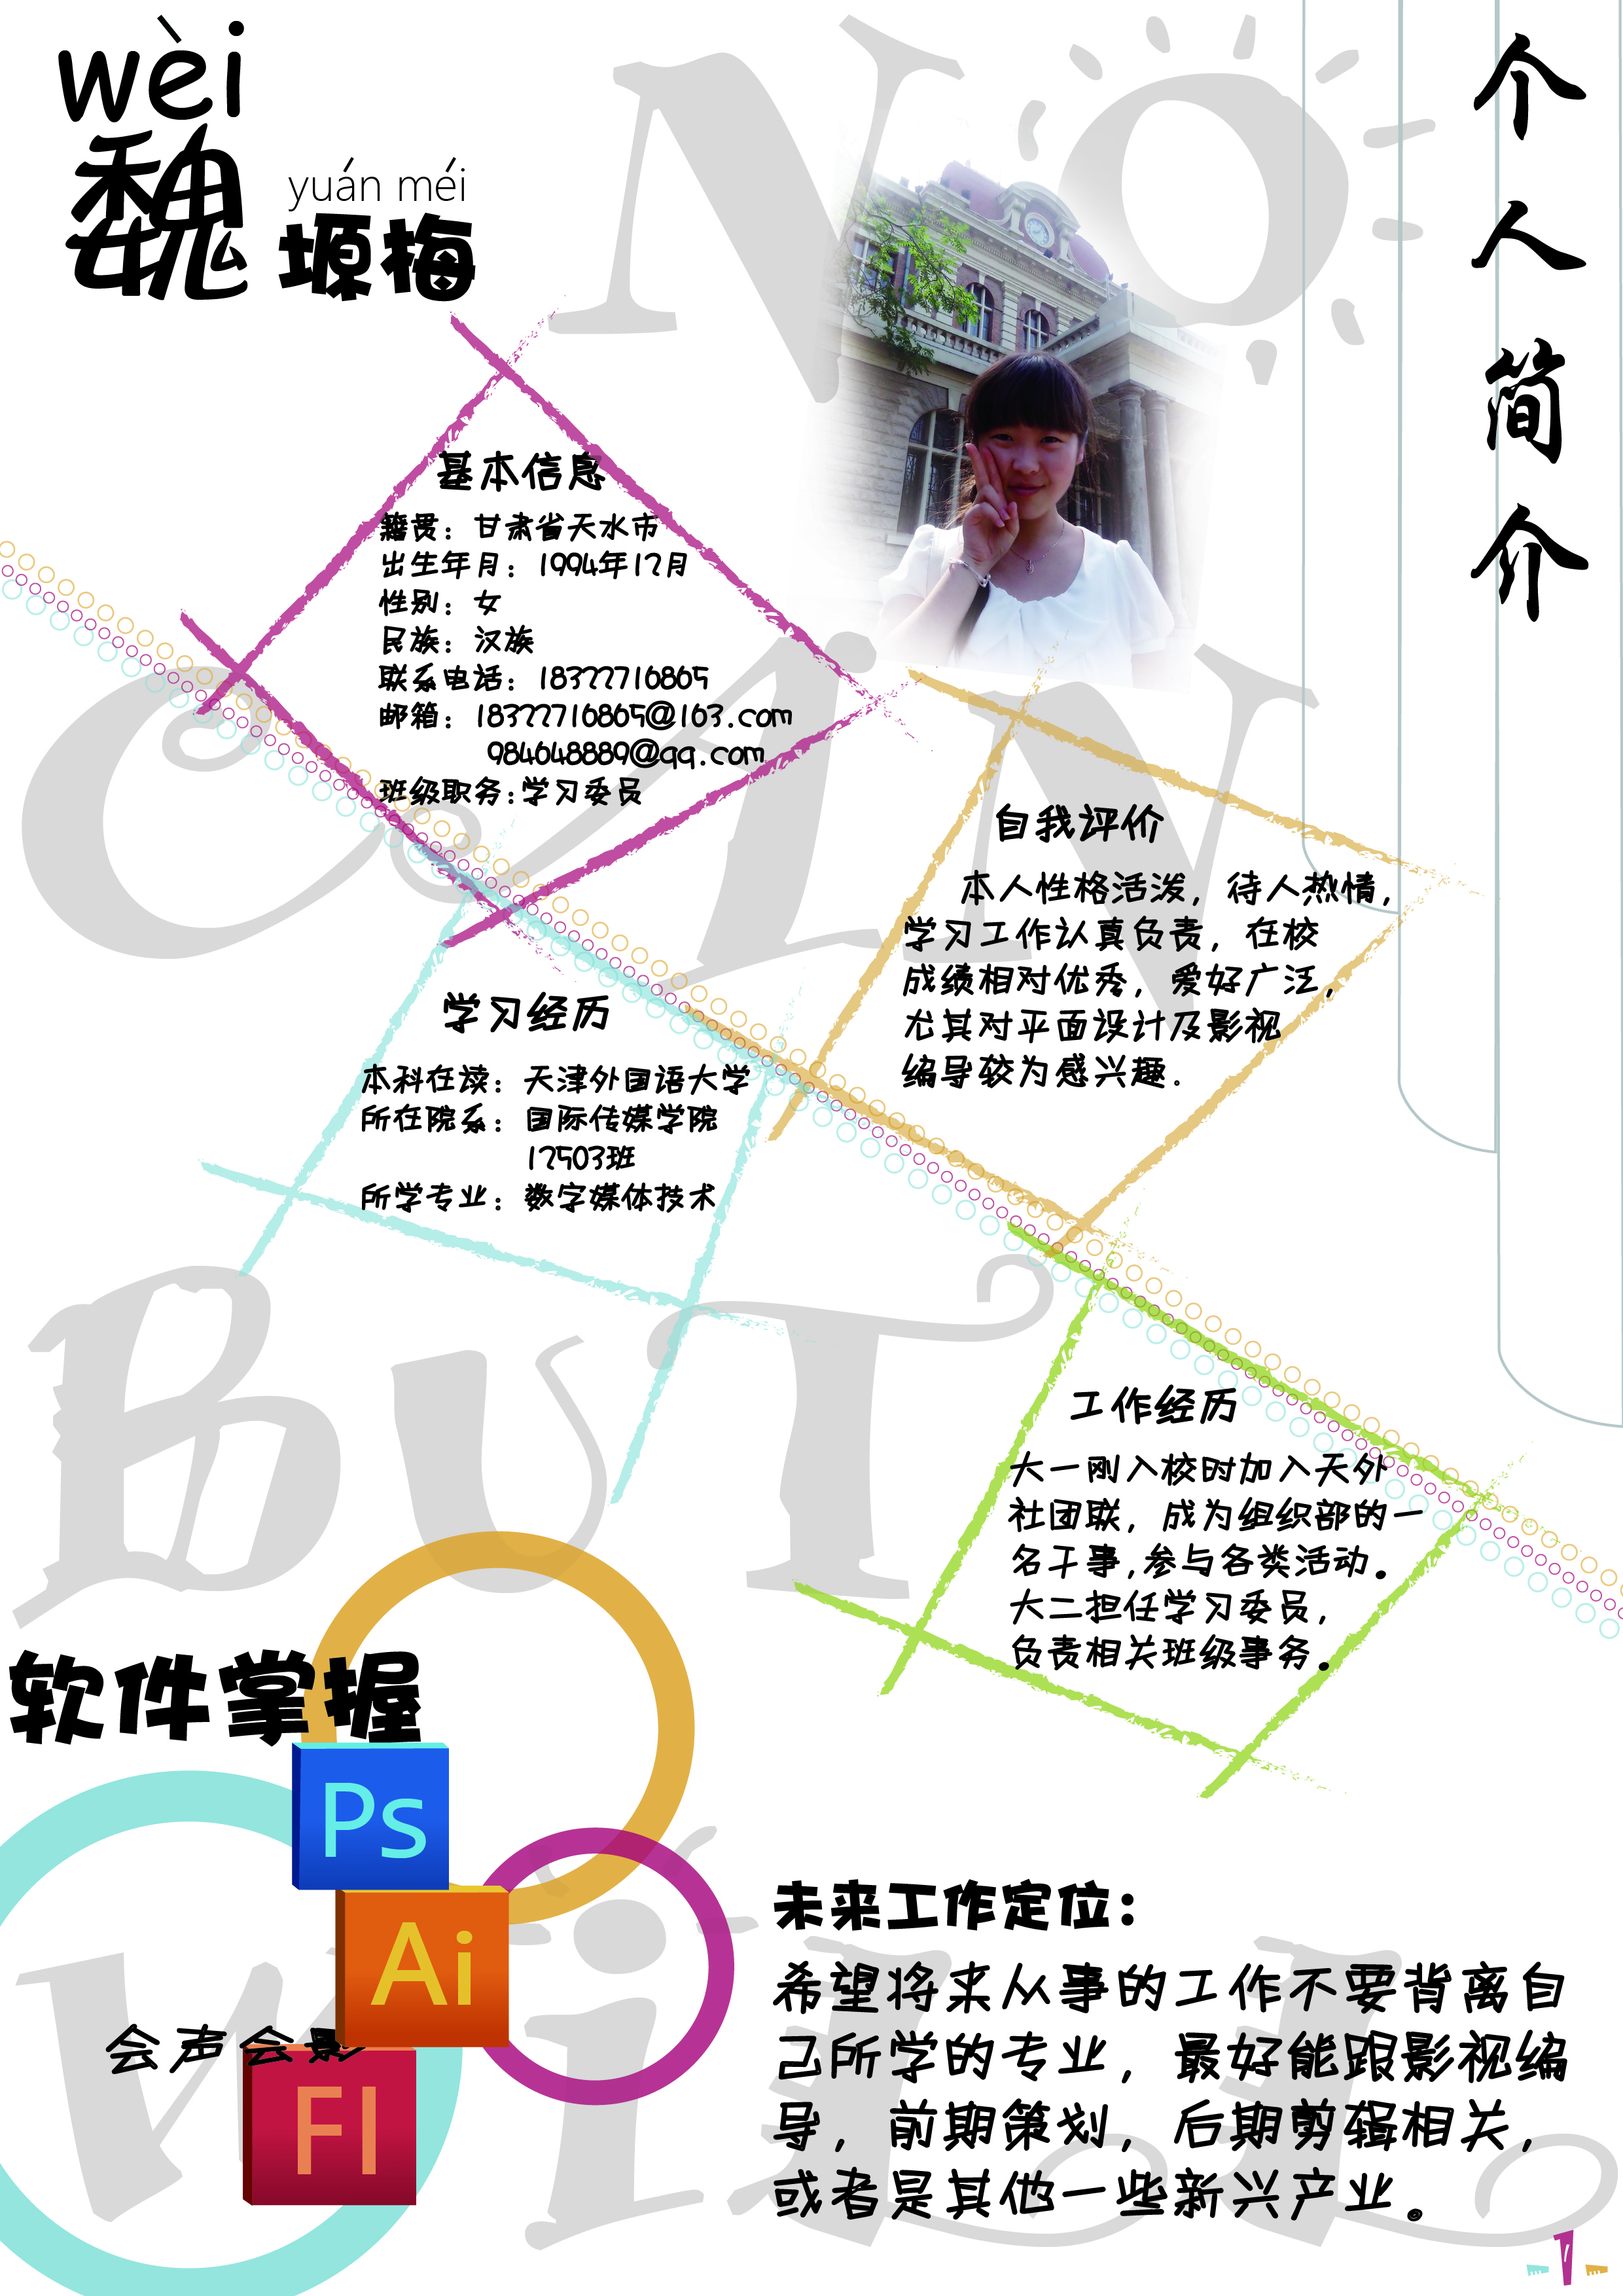 wèi
魏
yuán méi
塬梅
个人简介
NO
CAN
BUT
WiLL
基本信息
籍贯：甘肃省天水市
出生年月：1994年12月
性别：女
民族：汉族
联系电话：18322716865
邮箱：18322716865@163.com
984648889@qq.com
班级职务:学习委员
自我评价
本人性格活泼，待人热情，
学习工作认真负责，在校
成绩相对优秀，爱好广泛，
尤其对平面设计及影视
编导较为感兴趣.
学习经历
本科在读：天津外国语大学
所在院系：国际传媒学院
12503班
所学专业：数字媒体技术
工作经历
大一刚入校时加入天外
社团联，成为组织部的一
名干事,参与各类活动。
大二担任学习委员，
负责相关班级事务。
软件掌握
Ps
Ai
会声会影
Fl
未来工作定位：
希望将来从事的工作不要背离自
己所学的专业，最好能跟影视编
导，前期策划，后期剪辑相关，
或者是其他一些新兴产业。
-1-